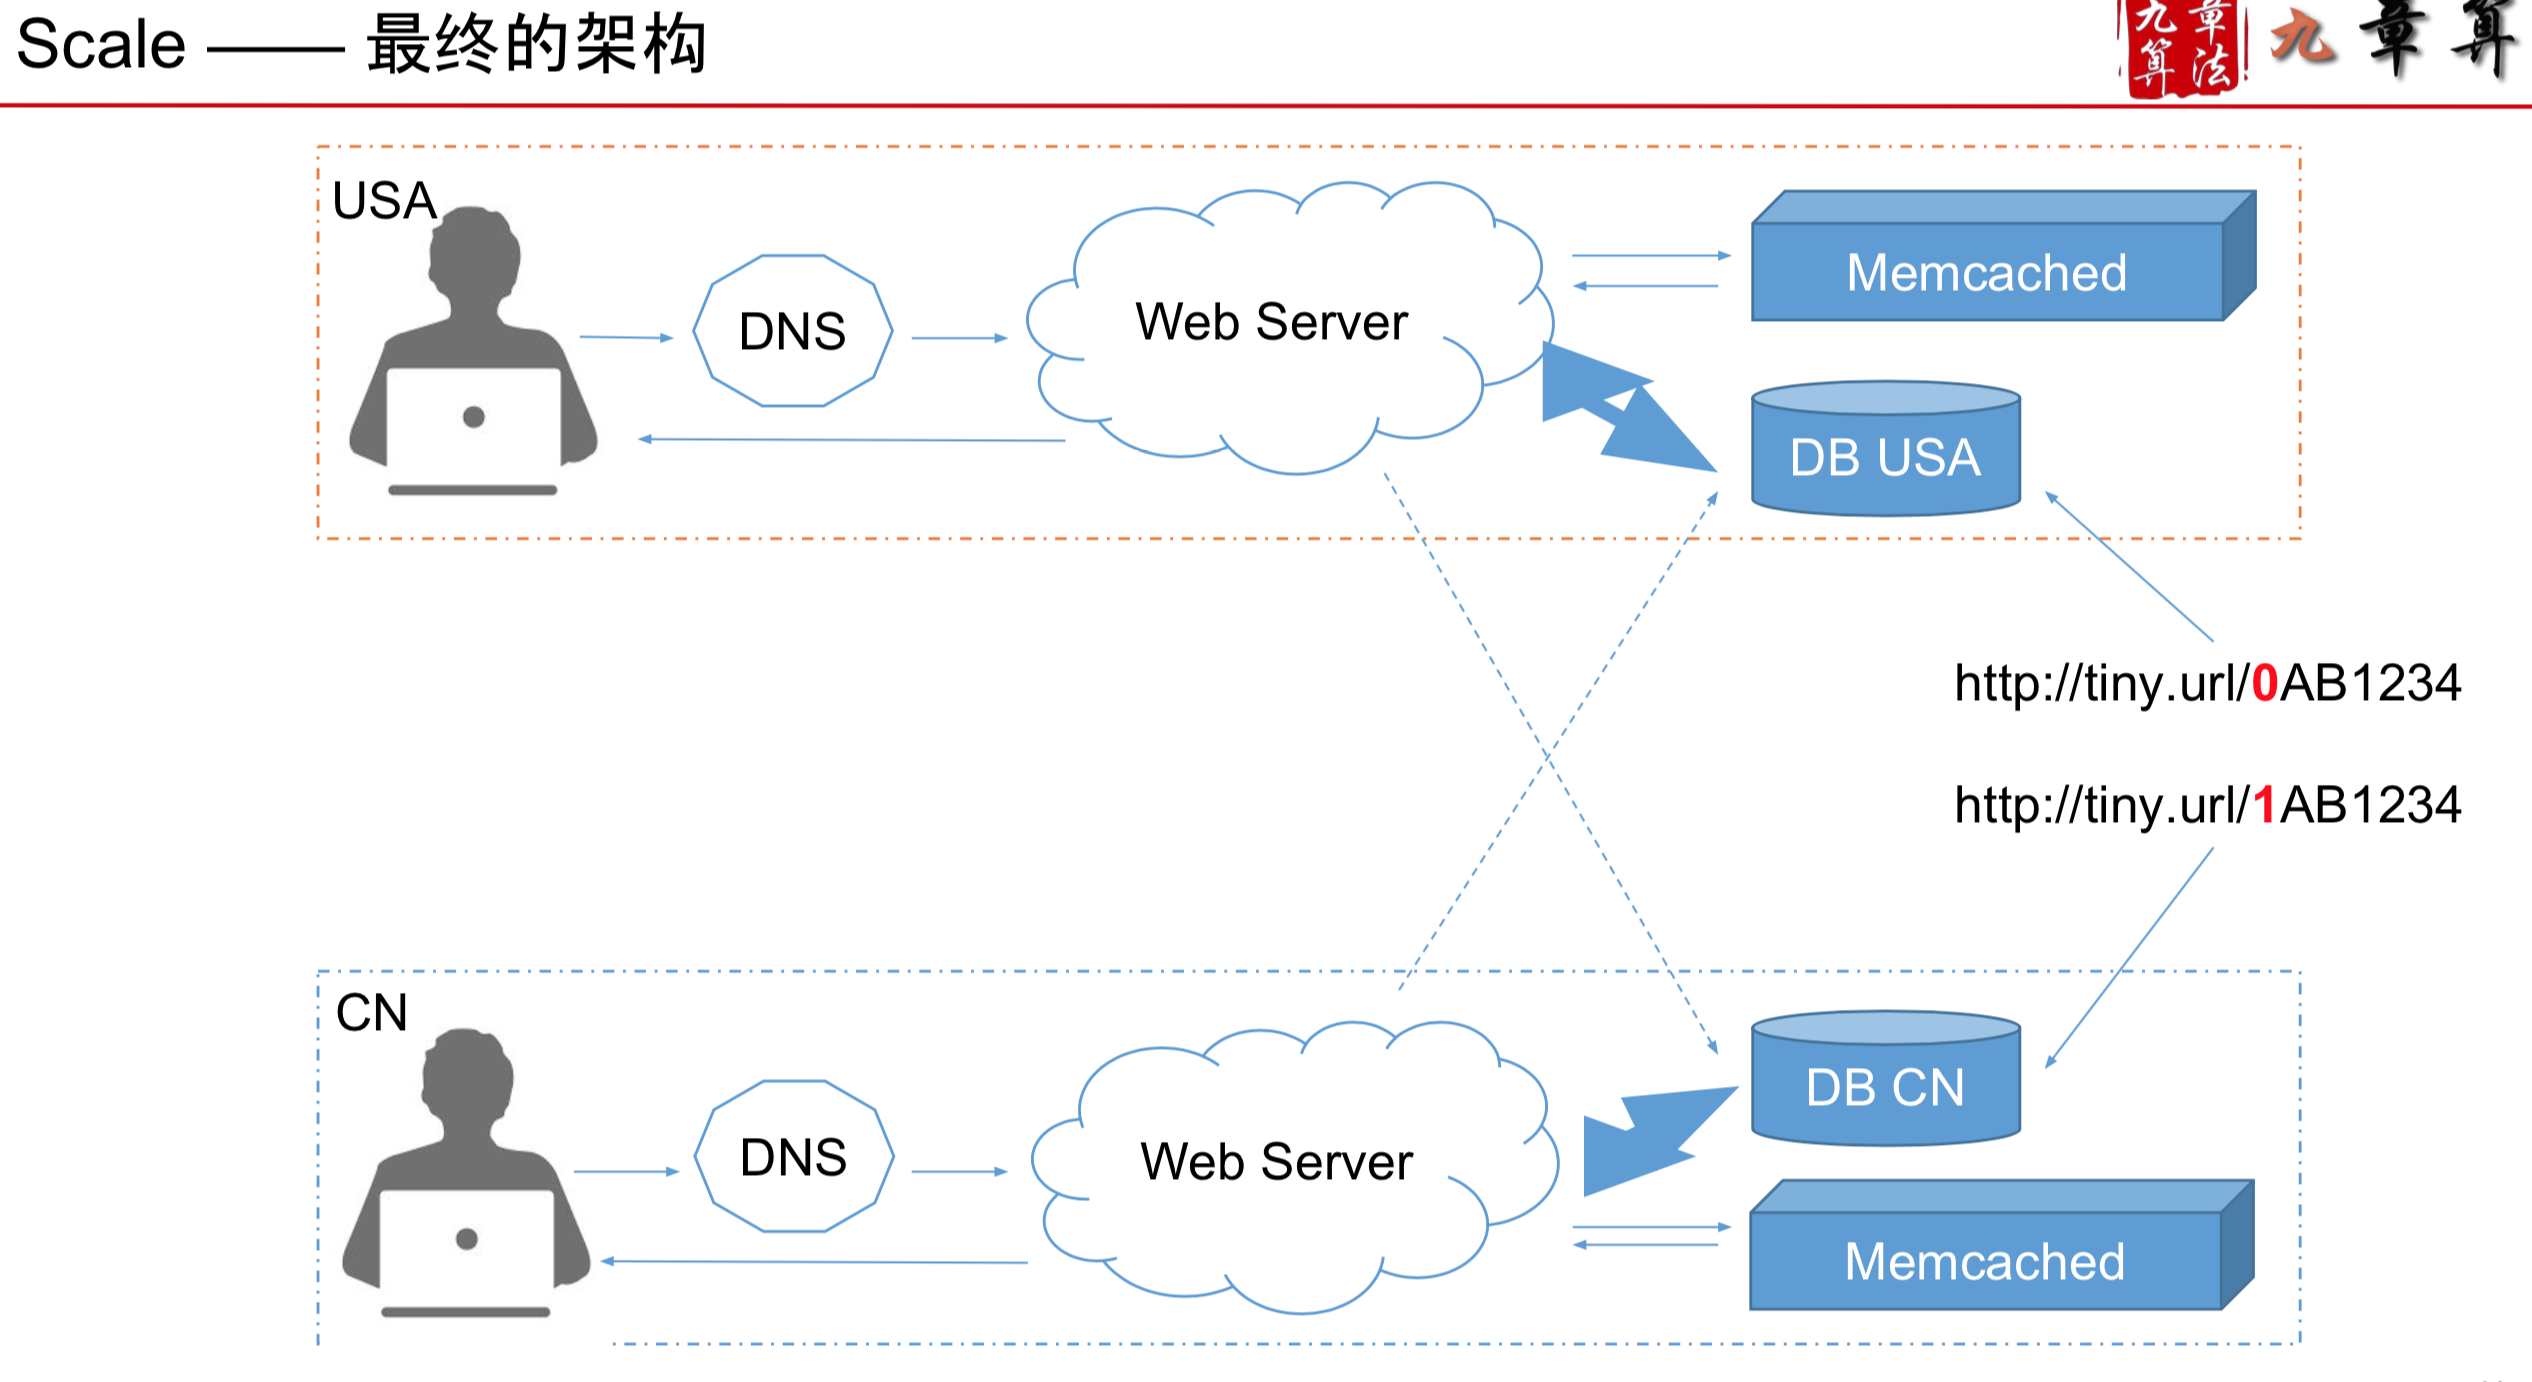 Scale —— 最终的架构
九章算法
九章算
USA
DNS
Web Server
Memcached
DB USA
http://tiny.url/0AB1234
http://tiny.url/1AB1234
CN
DNS
Web Server
DB CN
Memcached